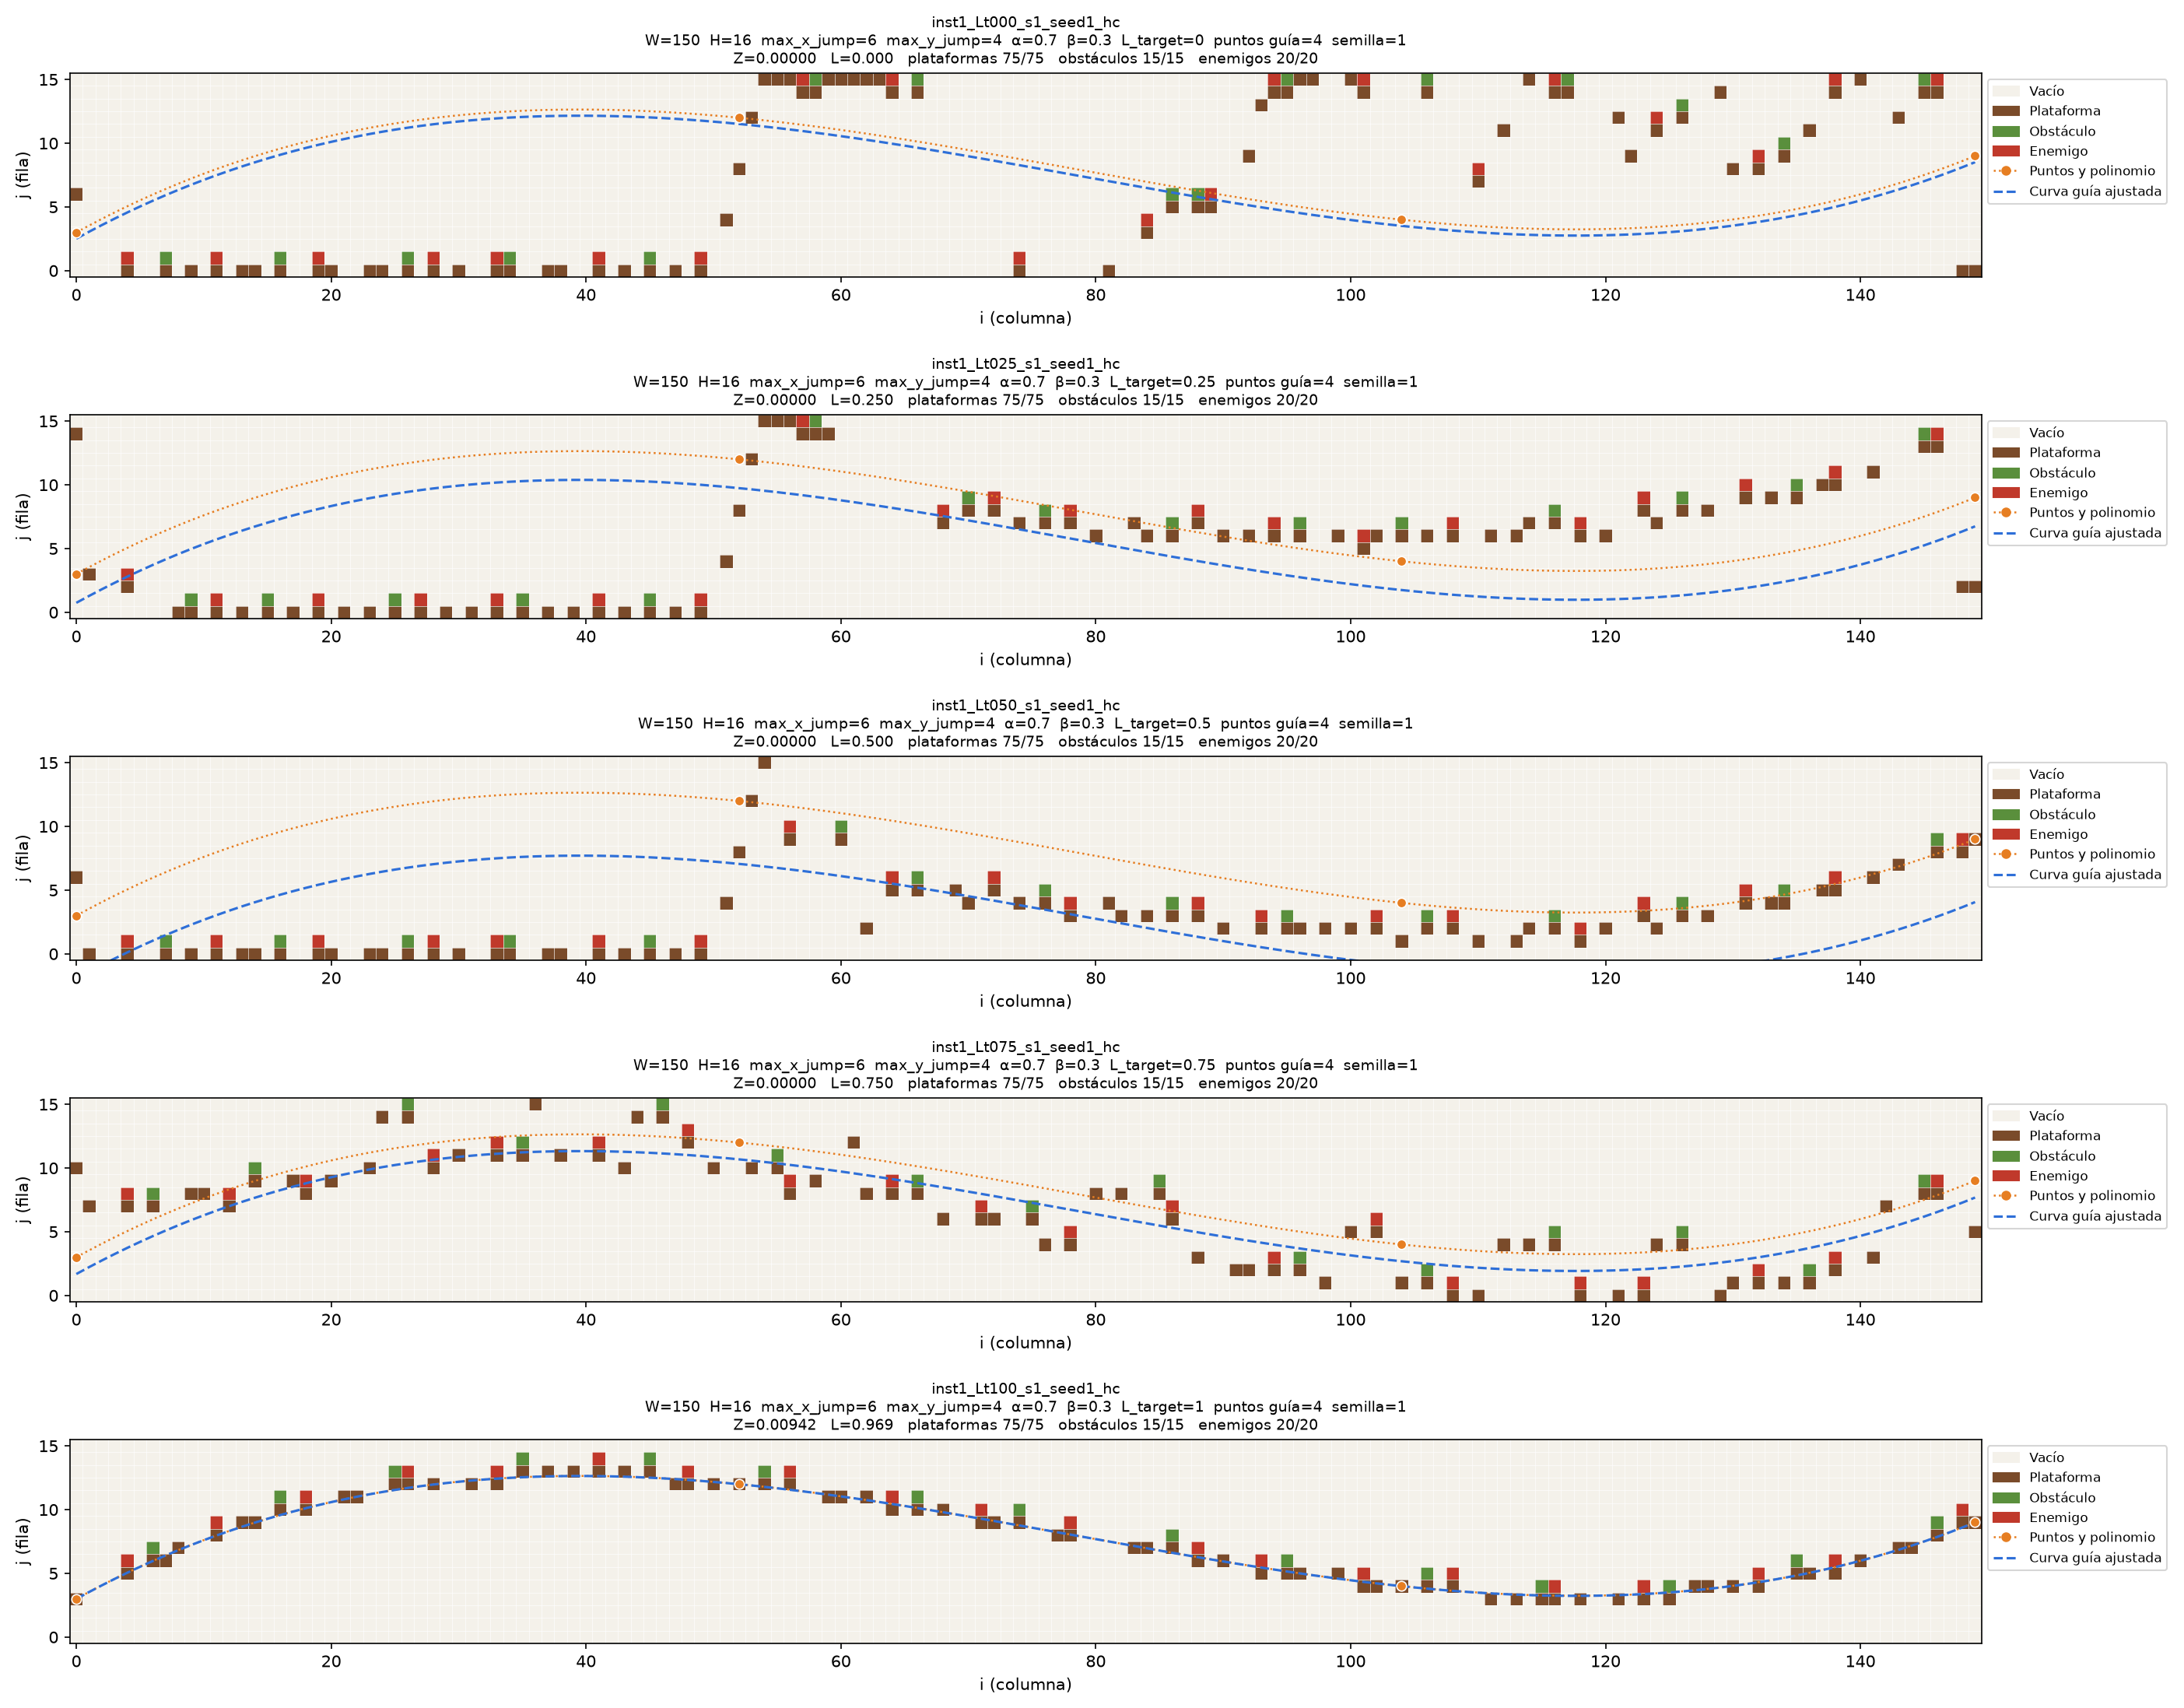 inst1_Lt000_s1_seed1_hc
W=150 H=16 max_x_jump=6 max_y_jump=4 α=0.7 β=0.3 L_target=0 puntos guía=4 semilla=1
Z=0.00000 L=0.000 plataformas 75/75 obstáculos 15/15 enemigos 20/20
15
10
5
0
j (fila)
0 20 40 60 80 100 120 140
i (columna)
Vacío
Plataforma
Obstáculo
Enemigo
Puntos y polinomio
Curva guía ajustada
inst1_Lt025_s1_seed1_hc
W=150 H=16 max_x_jump=6 max_y_jump=4 α=0.7 β=0.3 L_target=0.25 puntos guía=4 semilla=1
Z=0.00000 L=0.250 plataformas 75/75 obstáculos 15/15 enemigos 20/20
15
10
5
0
j (fila)
0 20 40 60 80 100 120 140
i (columna)
Vacío
Plataforma
Obstáculo
Enemigo
Puntos y polinomio
Curva guía ajustada
inst1_Lt050_s1_seed1_hc
W=150 H=16 max_x_jump=6 max_y_jump=4 α=0.7 β=0.3 L_target=0.5 puntos guía=4 semilla=1
Z=0.00000 L=0.500 plataformas 75/75 obstáculos 15/15 enemigos 20/20
15
10
5
0
j (fila)
0 20 40 60 80 100 120 140
i (columna)
Vacío
Plataforma
Obstáculo
Enemigo
Puntos y polinomio
Curva guía ajustada
inst1_Lt075_s1_seed1_hc
W=150 H=16 max_x_jump=6 max_y_jump=4 α=0.7 β=0.3 L_target=0.75 puntos guía=4 semilla=1
Z=0.00000 L=0.750 plataformas 75/75 obstáculos 15/15 enemigos 20/20
15
10
5
0
j (fila)
0 20 40 60 80 100 120 140
i (columna)
Vacío
Plataforma
Obstáculo
Enemigo
Puntos y polinomio
Curva guía ajustada
inst1_Lt100_s1_seed1_hc
W=150 H=16 max_x_jump=6 max_y_jump=4 α=0.7 β=0.3 L_target=1 puntos guía=4 semilla=1
Z=0.00942 L=0.969 plataformas 75/75 obstáculos 15/15 enemigos 20/20
15
10
5
0
j (fila)
0 20 40 60 80 100 120 140
i (columna)
Vacío
Plataforma
Obstáculo
Enemigo
Puntos y polinomio
Curva guía ajustada